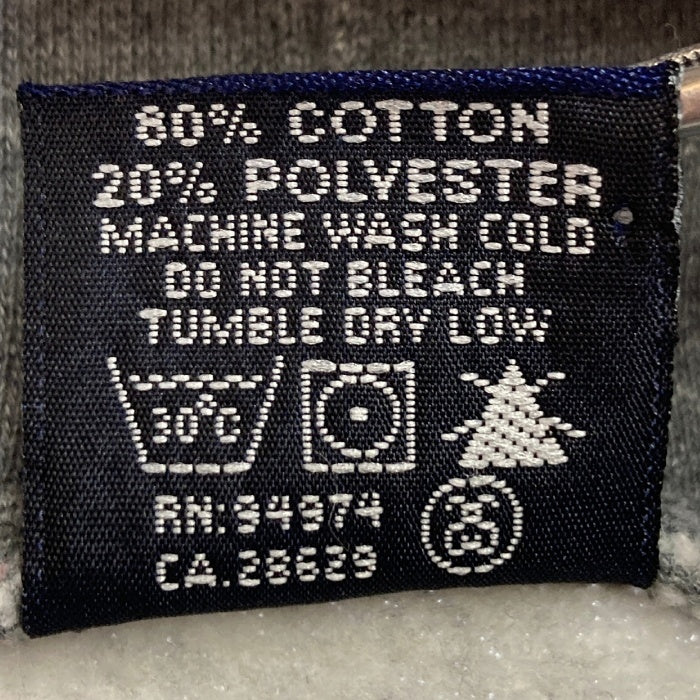 80% COTTON
20% POLYESTER
MACHINE WASH COLD
DO NOT BLEACH
TUMBLE DRY LOW
30°C
RN:94974
CA.28629